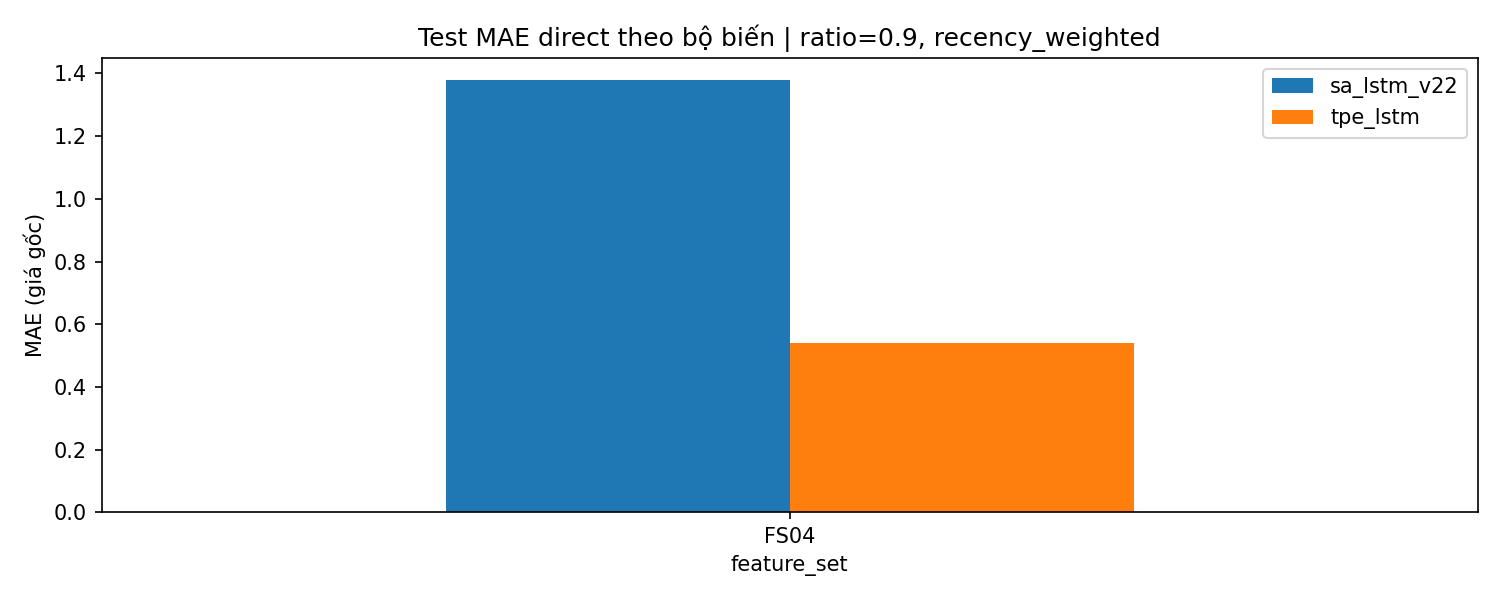 Test MAE direct theo bộ biến | ratio=0.9, recency_weighted
sa_lstm_v22
tpe_lstm
MAE (giá gốc)
1.4
1.2
1.0
0.8
0.6
0.4
0.2
0.0
FS04
feature_set